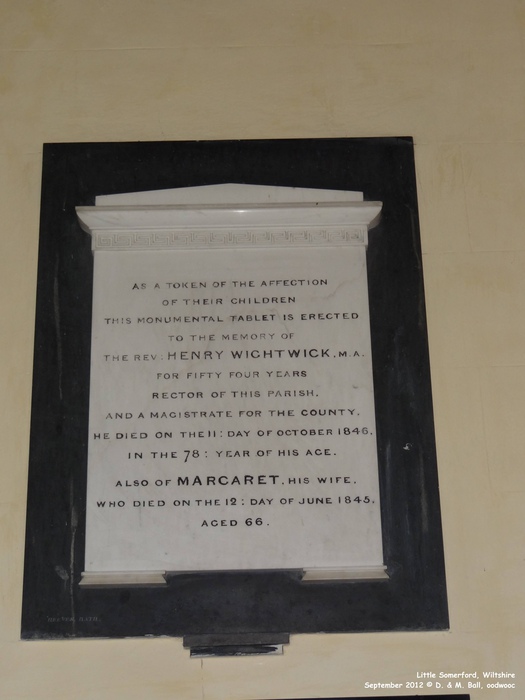 AS A TOKEN OF THE AFFECTION
OF THEIR CHILDREN
THIS MONUMENTAL TABLET IS ERECTED
TO THE MEMORY OF
THE REV: HENRY WIGHTWICK, M.A.
FOR FIFTY FOUR YEARS
RECTOR OF THIS PARISH,
AND A MAGISTRATE FOR THE COUNTY.
HE DIED ON THE 11: DAY OF OCTOBER 1846,
IN THE 78: YEAR OF HIS AGE.
ALSO OF MARGARET, HIS WIFE,
WHO DIED ON THE 12: DAY OF JUNE 1845,
AGED 66.
Little Somerford, Wiltshire
September 2012 © D. & M. Ball, oodwooc